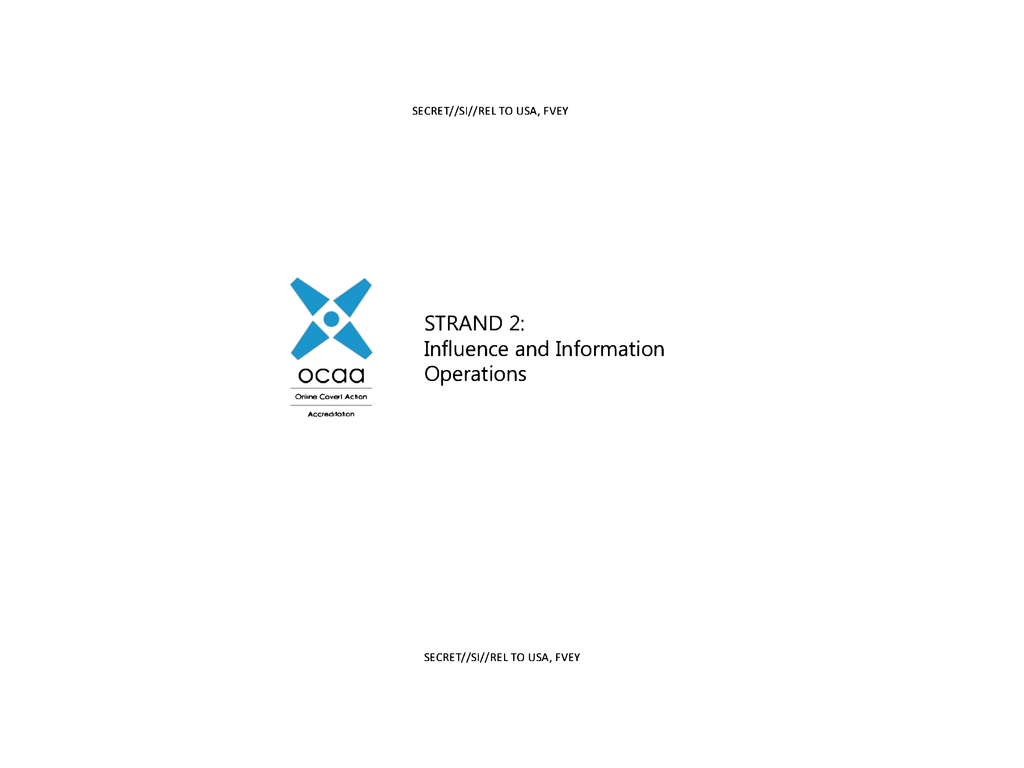 SECRET//SI//REL TO USA, FVEY
STRAND 2:
Influence and Information
Operations
ocaa
Online Covert Action
Accreditation
SECRET//SI//REL TO USA, FVEY